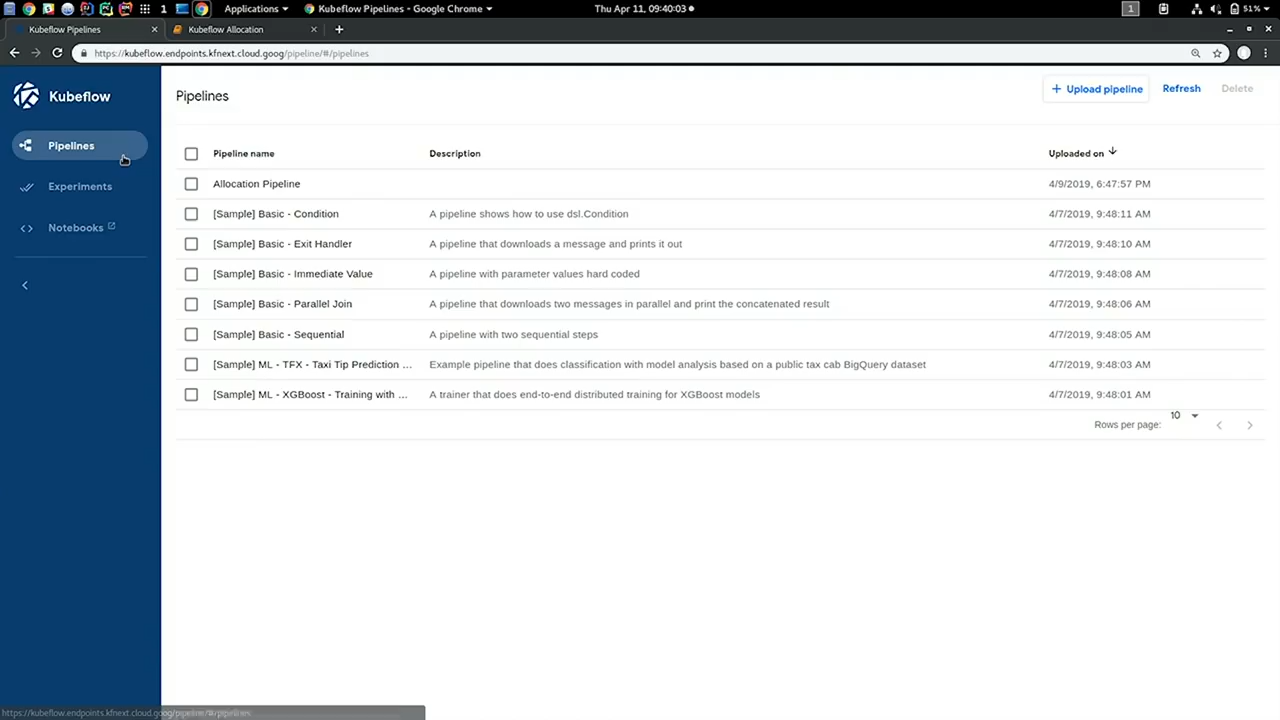 1
Applications
Kubeflow Pipelines - Google Chrome
Thu Apr 11, 09:40:03
1
51%
Kubeflow Pipelines
Kubeflow Allocation
https://kubeflow.endpoints.kfnext.cloud.goog/pipeline/#/pipelines
Kubeflow
Pipelines
Experiments
Notebooks
Pipelines
+ Upload pipeline
Refresh
Delete
Pipeline name Description Uploaded on
Allocation Pipeline 4/9/2019, 6:47:57 PM
[Sample] Basic - Condition A pipeline shows how to use dsl.Condition 4/7/2019, 9:48:11 AM
[Sample] Basic - Exit Handler A pipeline that downloads a message and prints it out 4/7/2019, 9:48:10 AM
[Sample] Basic - Immediate Value A pipeline with parameter values hard coded 4/7/2019, 9:48:08 AM
[Sample] Basic - Parallel Join A pipeline that downloads two messages in parallel and print the concatenated result 4/7/2019, 9:48:06 AM
[Sample] Basic - Sequential A pipeline with two sequential steps 4/7/2019, 9:48:05 AM
[Sample] ML - TFX - Taxi Tip Prediction ... Example pipeline that does classification with model analysis based on a public tax cab BigQuery dataset 4/7/2019, 9:48:03 AM
[Sample] ML - XGBoost - Training with ... A trainer that does end-to-end distributed training for XGBoost models 4/7/2019, 9:48:01 AM
Rows per page: 10
https://kubeflow.endpoints.kfnext.cloud.goog/pipeline/#/pipelines